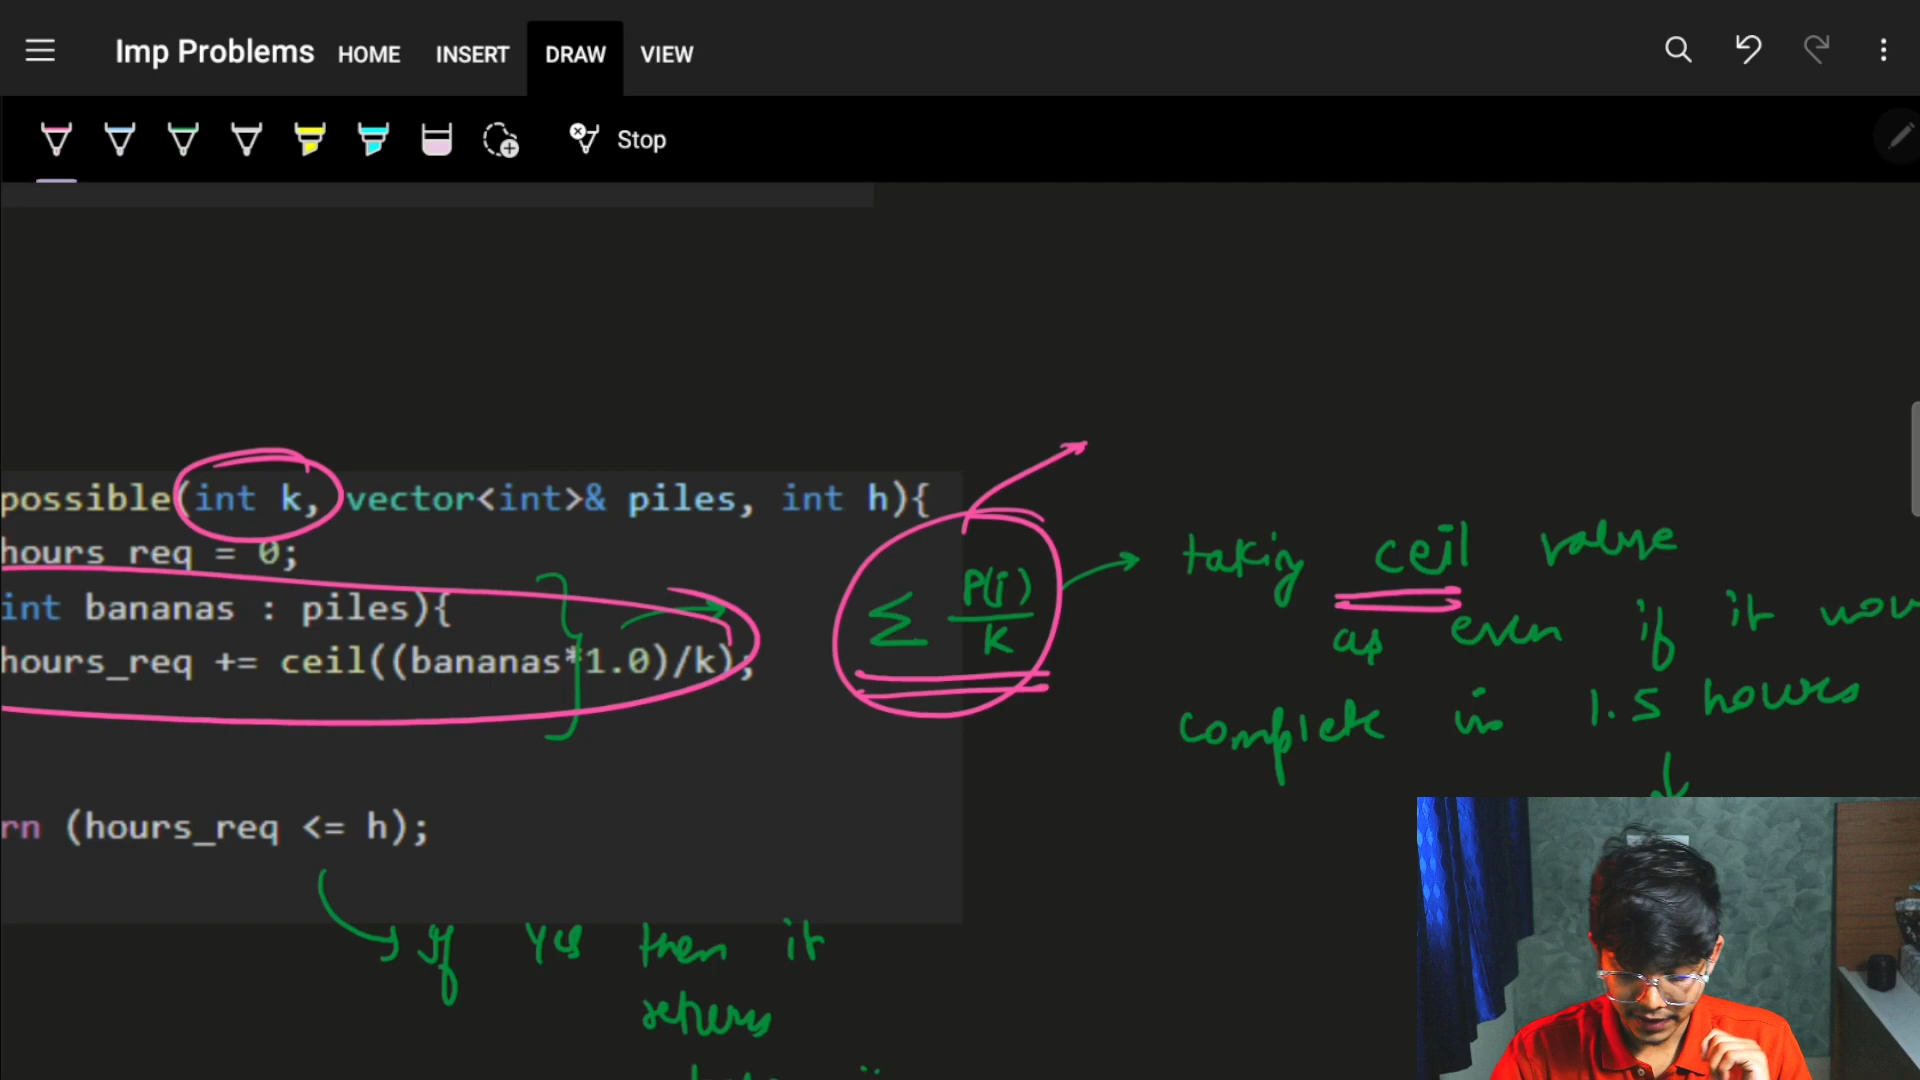 Imp Problems HOME INSERT DRAW VIEW
Stop
possible(int k, vector<int>& piles, int h){
hours_req = 0;
int bananas : piles){
hours_req += ceil((bananas*1.0)/k);
rn (hours_req <= h);
Σ P(j)
K
taking ceil value
as even if it wou
complete in 1.5 hours
If Yes then it
returns